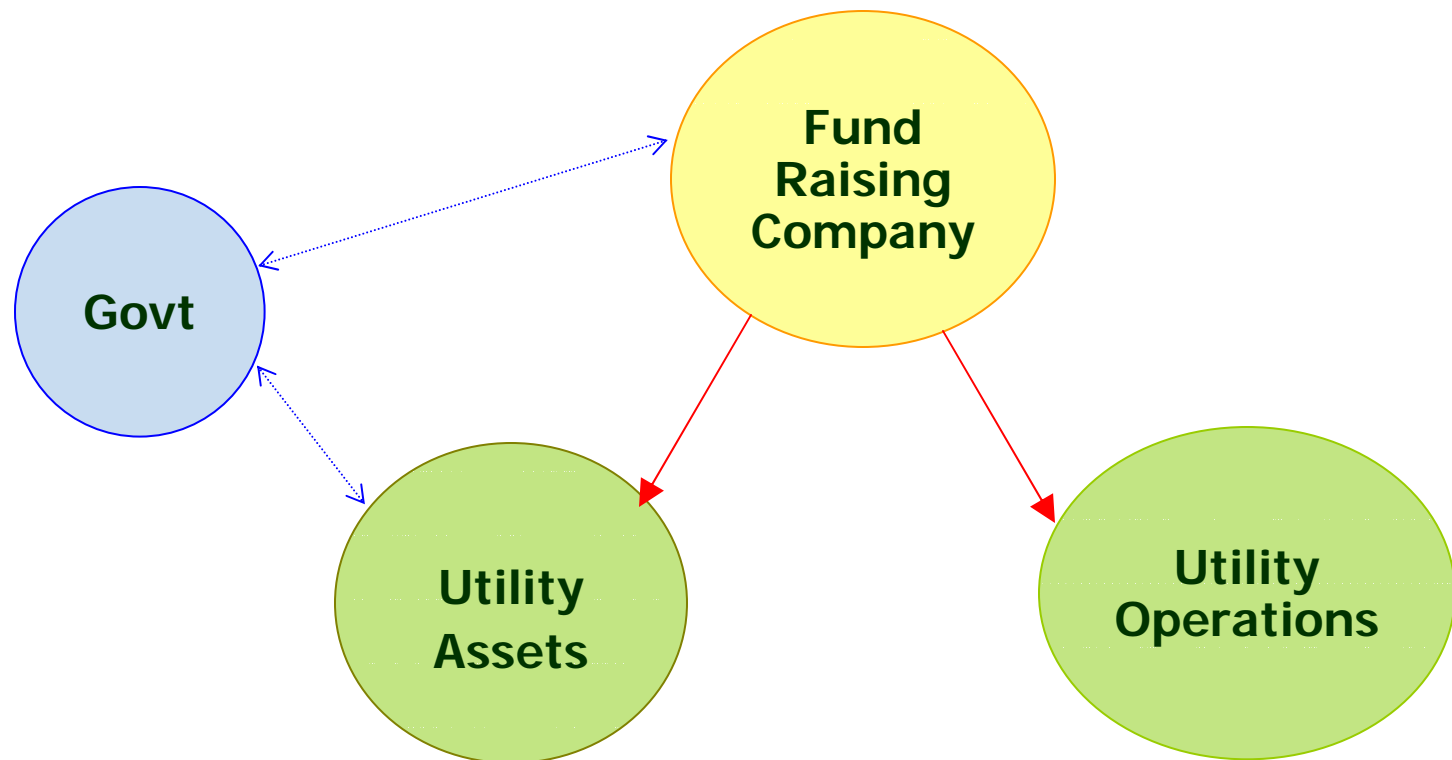 Fund
Raising
Company
Govt
Utility
Assets
Utility
Operations